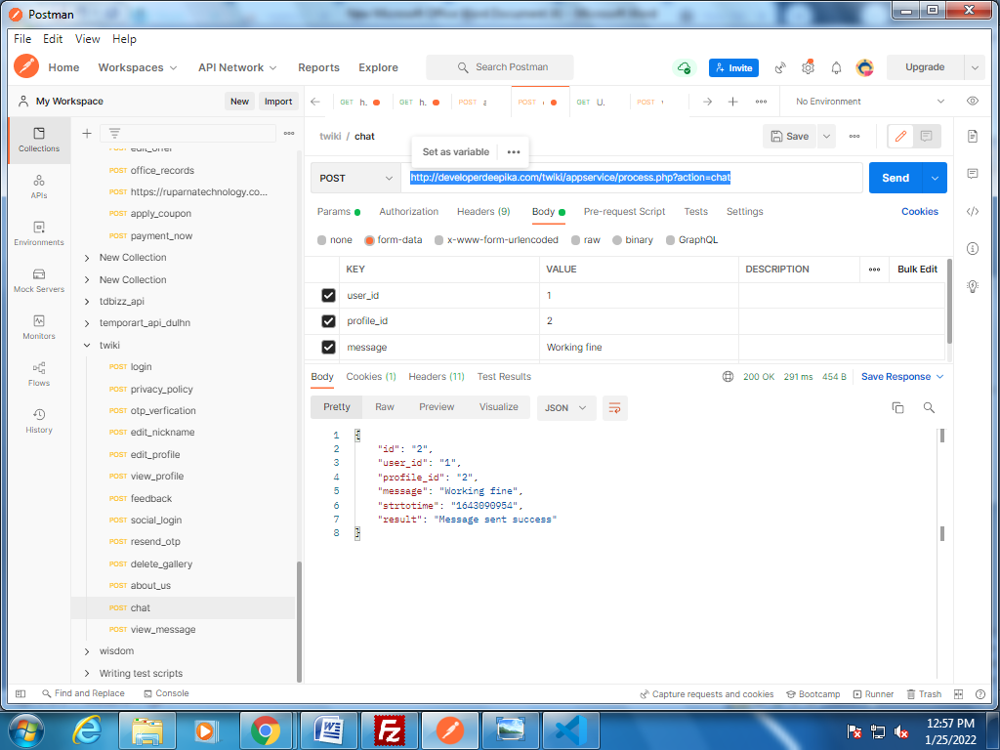 Postman
File Edit View Help
Home Workspaces API Network Reports Explore Search Postman Invite Upgrade
My Workspace New Import GET h. GET h. POST POST GET POST No Environment
Collections
APIs
Environments
Mock Servers
Monitors
Flows
History
POST edit_offer
POST office_records
POST https://ruparnatechnology.co...
POST apply_coupon
POST payment_now
New Collection
New Collection
tdbizz_api
temporart_api_dulhn
twiki
POST login
POST privacy_policy
POST otp_verfication
POST edit_nickname
POST edit_profile
POST view_profile
POST feedback
POST social_login
POST resend_otp
POST delete_gallery
POST about_us
POST chat
POST view_message
wisdom
Writing test scripts
twiki / chat Save
Set as variable
POST http://developerdeepika.com/twiki/appservice/process.php?action=chat Send
Params Authorization Headers (9) Body Pre-request Script Tests Settings Cookies
none form-data x-www-form-urlencoded raw binary GraphQL
KEY VALUE DESCRIPTION Bulk Edit
user_id 1
profile_id 2
message Working fine
Body Cookies (1) Headers (11) Test Results 200 OK 291 ms 454 B Save Response
Pretty Raw Preview Visualize JSON
1 {
2 "id": "2",
3 "user_id": "1",
4 "profile_id": "2",
5 "message": "Working fine",
6 "strtotime": "1643090954",
7 "result": "Message sent success"
8 }
Find and Replace Console Capture requests and cookies Bootcamp Runner Trash
12:57 PM
1/25/2022